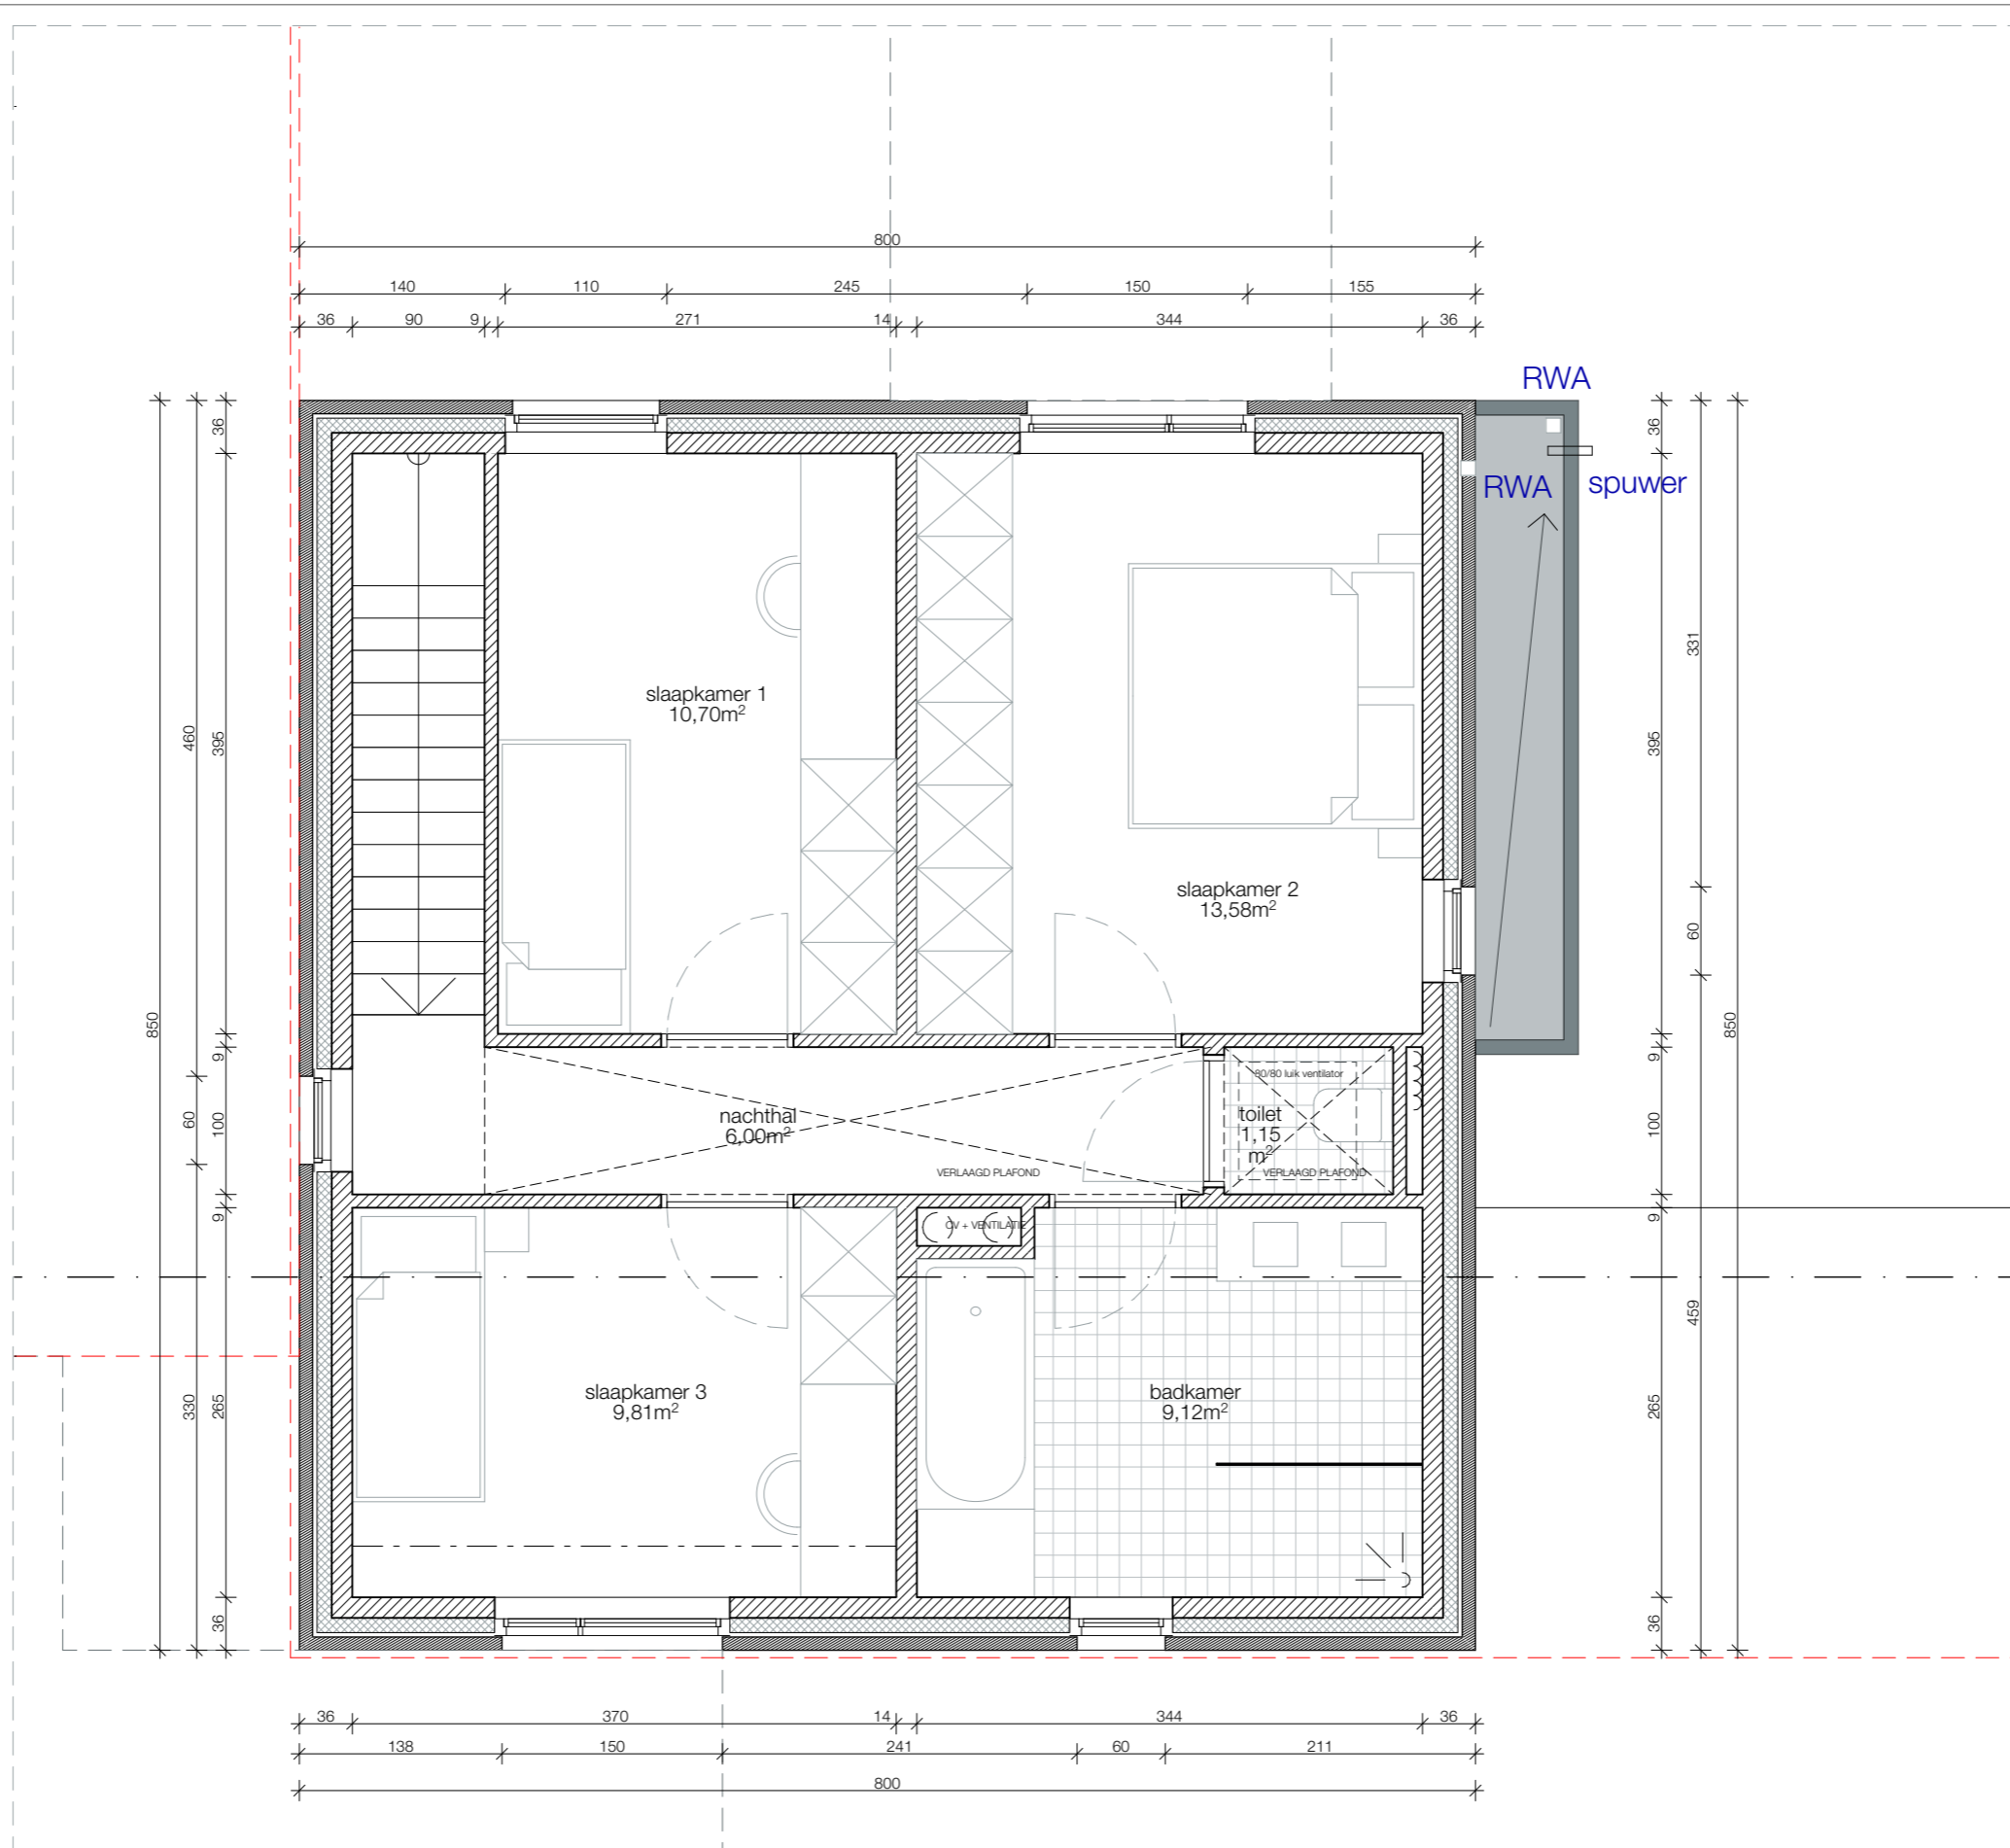 800
140 110 245 150 155
36 90 9 271 14 344 36
RWA
36
36
RWA spuwer
331
slaapkamer 1
10,70m²
460
395
395
slaapkamer 2
13,58m²
60
850
850
9
9
80/80 luik ventilator
60
100
nachthal
6,00m²
toilet
1,15
m²
100
VERLAAGD PLAFOND
VERLAAGD PLAFOND
9
9
CV + VENTILATIE
459
330
265
slaapkamer 3
9,81m²
badkamer
9,12m²
265
36
36
36 370 14 344 36
138 150 241 60 211
800